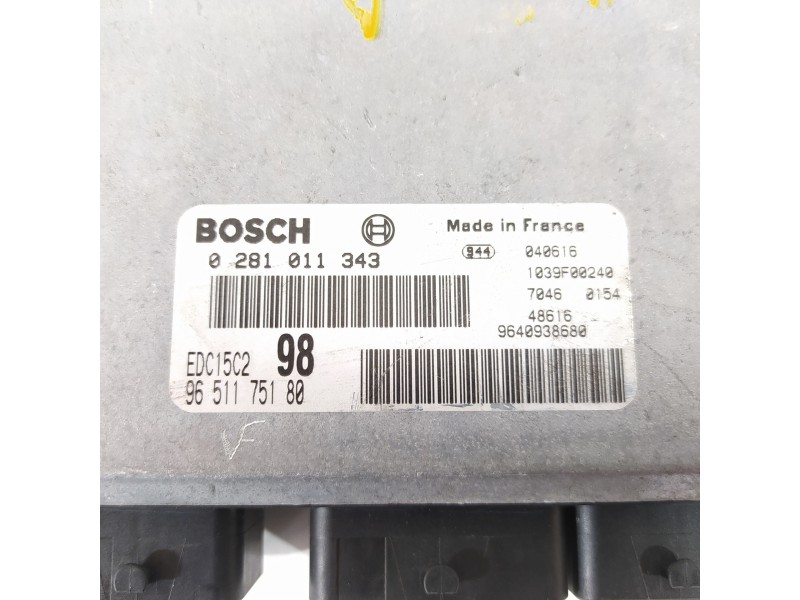 BOSCH
Made in France
0 281 011 343
944 040616
1039F00240
7046 0154
48616
9640938680
EDC15C2 98
96 511 751 80